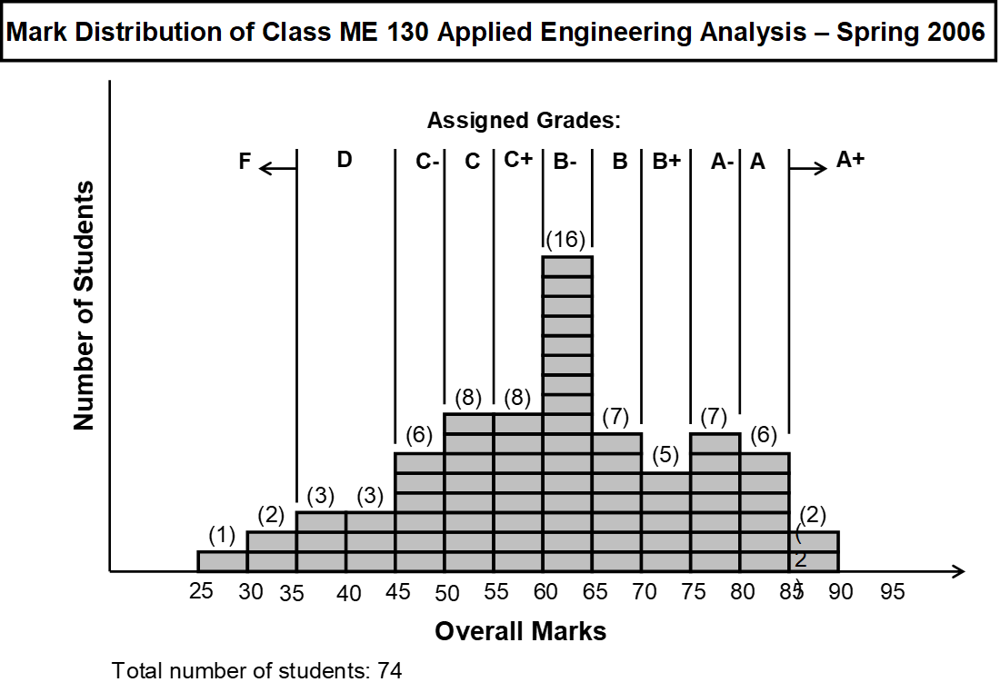 Mark Distribution of Class ME 130 Applied Engineering Analysis – Spring 2006
Assigned Grades:
F D C- C C+ B- B B+ A- A A+
Number of Students
(16)
(8) (8)
(7) (7)
(6) (6)
(5)
(3) (3)
(2) (2)
(1)
(
2
)
25 30 35 40 45 50 55 60 65 70 75 80 85 90 95
Overall Marks
Total number of students: 74